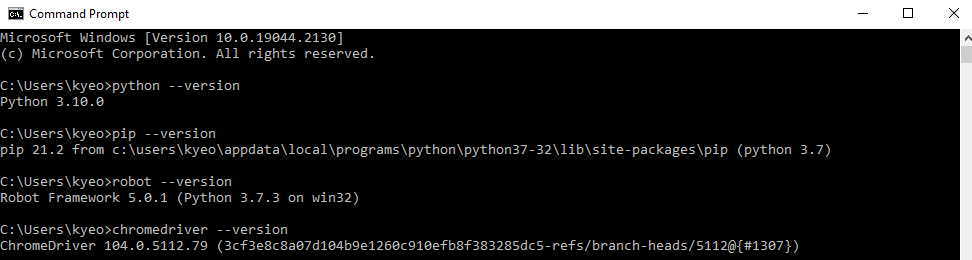 Command Prompt
Microsoft Windows [Version 10.0.19044.2130]
(c) Microsoft Corporation. All rights reserved.
C:\Users\kyeo>python --version
Python 3.10.0
C:\Users\kyeo>pip --version
pip 21.2 from c:\users\kyeo\appdata\local\programs\python\python37-32\lib\site-packages\pip (python 3.7)
C:\Users\kyeo>robot --version
Robot Framework 5.0.1 (Python 3.7.3 on win32)
C:\Users\kyeo>chromedriver --version
ChromeDriver 104.0.5112.79 (3cf3e8c8a07d104b9e1260c910efb8f383285dc5-refs/branch-heads/5112@{#1307})